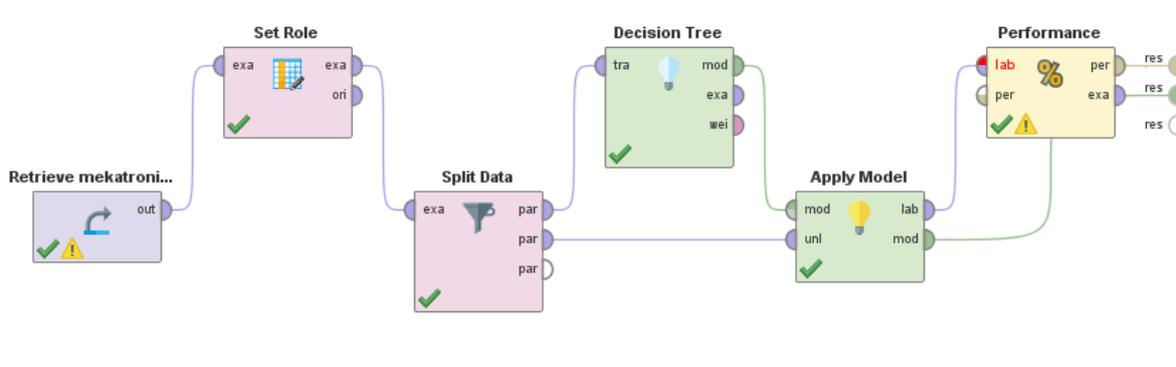 Set Role
exa exa
ori
Decision Tree
tra mod
exa
wei
Performance
lab per
per exa
res
res
res
Retrieve mekatroni...
out
Split Data
exa par
par
par
Apply Model
mod lab
unl mod